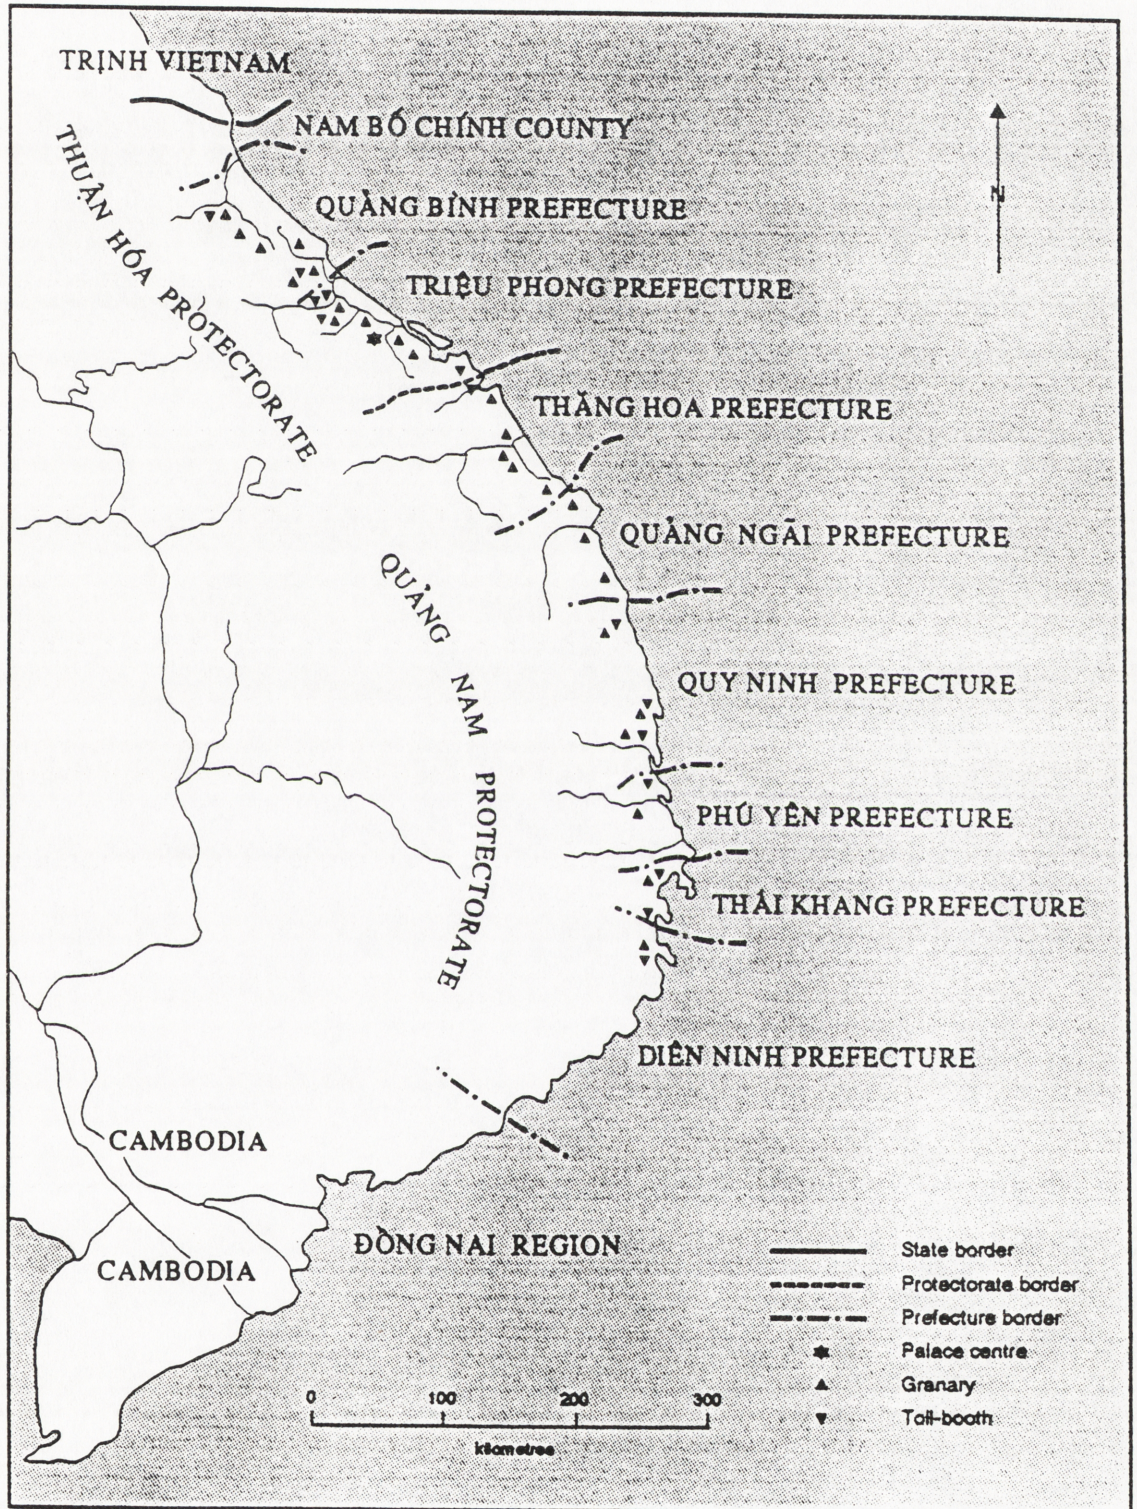 TRỊNH VIETNAM
NAM BỐ CHÍNH COUNTY
THUẬN HÓA PROTECTORATE
QUẢNG BÌNH PREFECTURE
N
TRIỆU PHONG PREFECTURE
THĂNG HOA PREFECTURE
QUẢNG NGÃI PREFECTURE
QUẢNG NAM PROTECTORATE
QUY NINH PREFECTURE
PHÚ YÊN PREFECTURE
THÁI KHANG PREFECTURE
DIÊN NINH PREFECTURE
CAMBODIA
ĐỒNG NAI REGION
CAMBODIA
State border
Protectorate border
Prefecture border
Palace centre
Granary
Toll-booth
0 100 200 300
kilometres